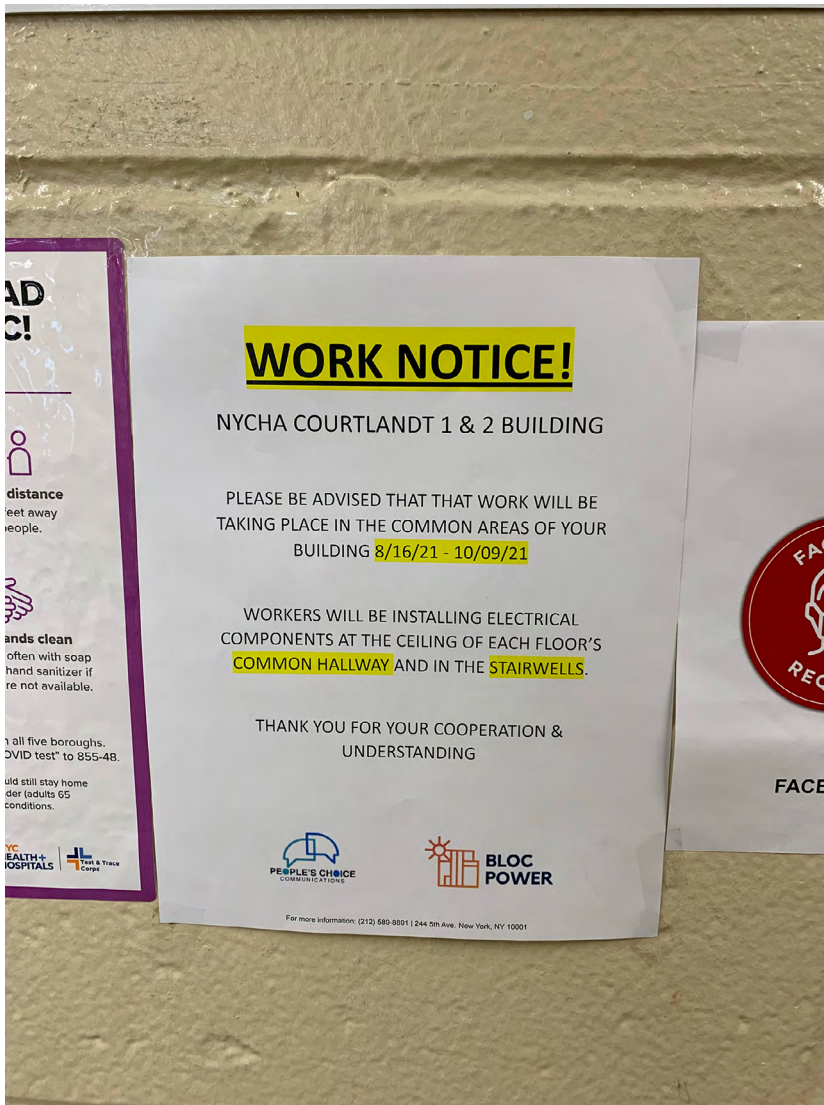 AD
C!
distance
feet away
people.
ands clean
often with soap
hand sanitizer if
re not available.
n all five boroughs.
OVID test" to 855-48.
uld still stay home
der (adults 65
conditions.
YC
EALTH+
HOSPITALS
Test & Trace
Corps
WORK NOTICE!
NYCHA COURTLANDT 1 & 2 BUILDING
PLEASE BE ADVISED THAT THAT WORK WILL BE
TAKING PLACE IN THE COMMON AREAS OF YOUR
BUILDING 8/16/21 - 10/09/21
WORKERS WILL BE INSTALLING ELECTRICAL
COMPONENTS AT THE CEILING OF EACH FLOOR'S
COMMON HALLWAY AND IN THE STAIRWELLS.
THANK YOU FOR YOUR COOPERATION &
UNDERSTANDING
PEOPLE'S CHOICE
COMMUNICATIONS
BLOC
POWER
For more information: (212) 580-8891 | 244 5th Ave. New York, NY 10001
FAC
REQ
FACE